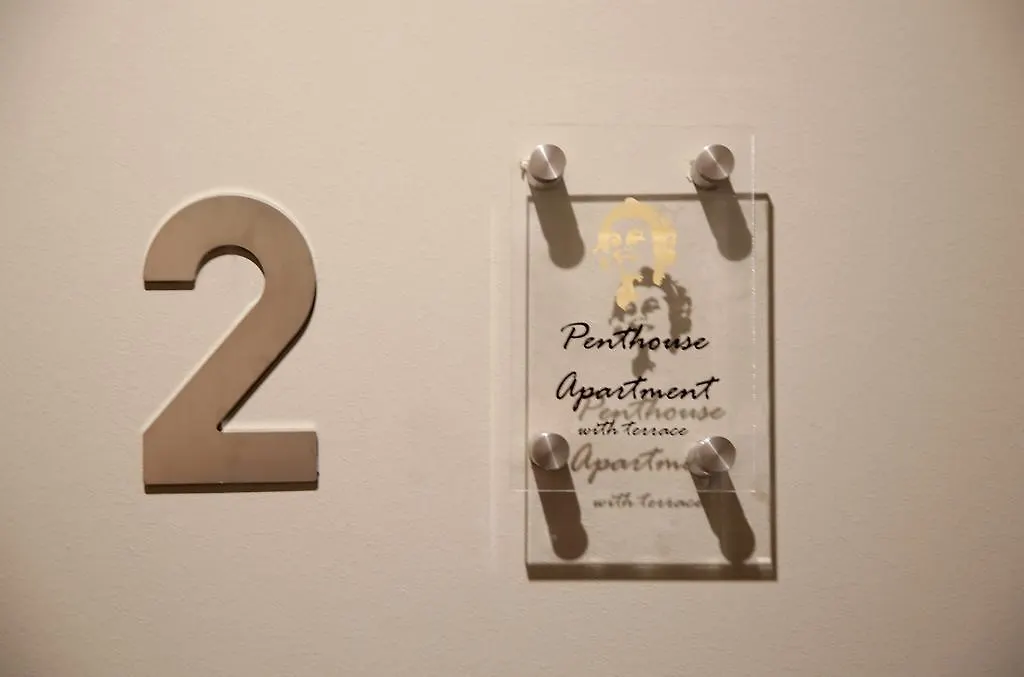 2
Penthouse
Apartment
with terrace